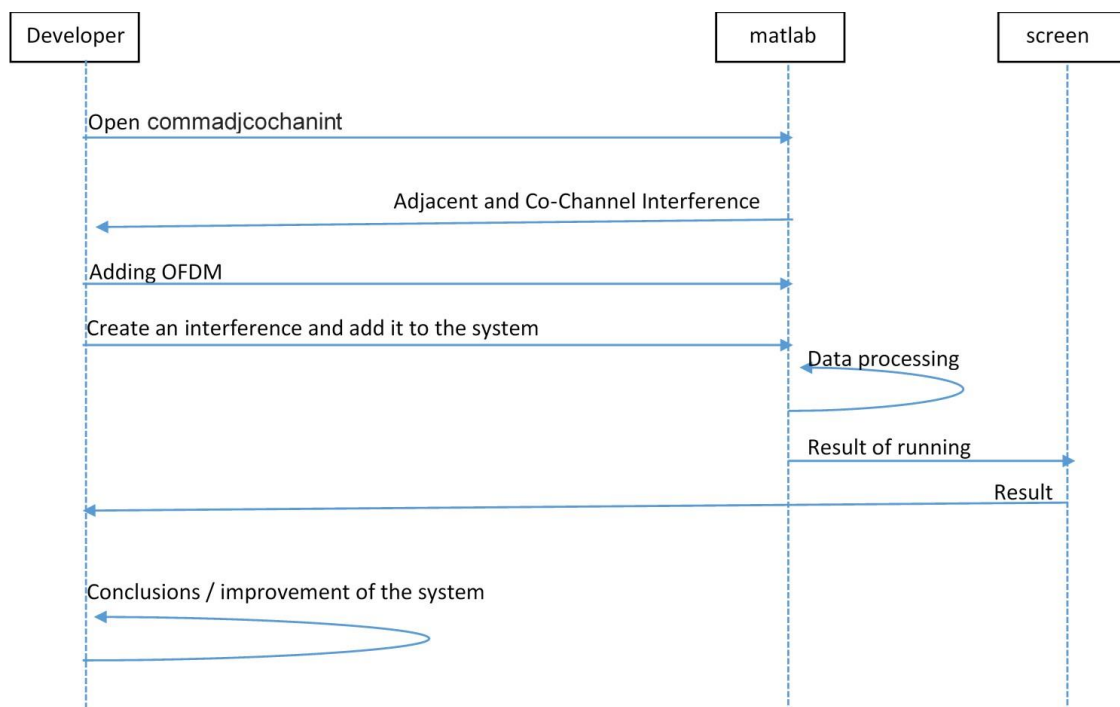 Developer
matlab
screen
Open commadjcochanint
Adjacent and Co-Channel Interference
Adding OFDM
Create an interference and add it to the system
Data processing
Result of running
Result
Conclusions / improvement of the system